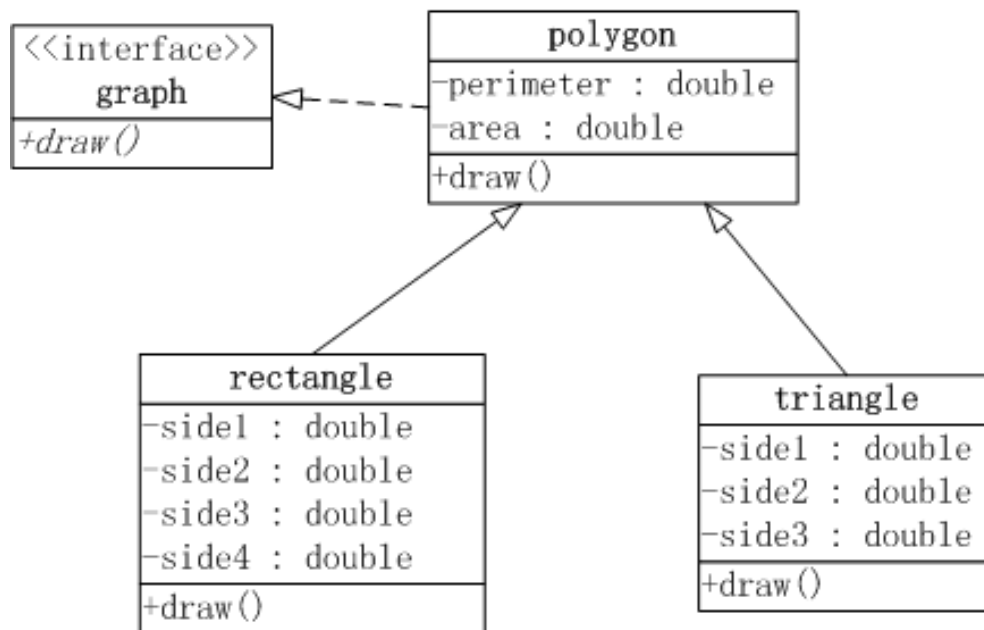 <<interface>>
graph
+draw()
polygon
-perimeter : double
-area : double
+draw()
rectangle
-side1 : double
-side2 : double
-side3 : double
-side4 : double
+draw()
triangle
-side1 : double
-side2 : double
-side3 : double
+draw()